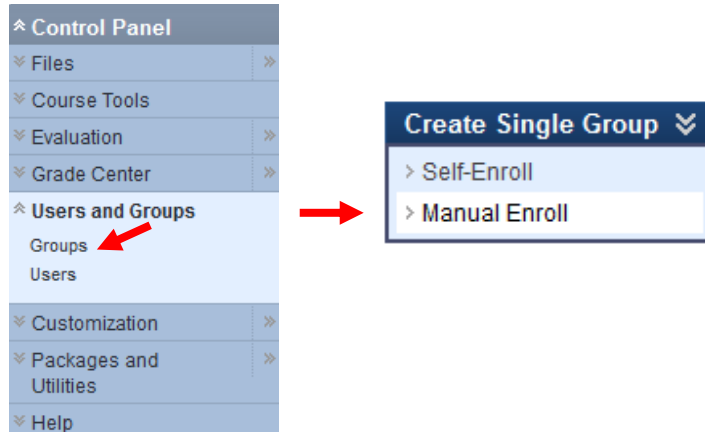 Control Panel
Files
Course Tools
Evaluation
Grade Center
Users and Groups
Groups
Users
Customization
Packages and
Utilities
Help
Create Single Group
> Self-Enroll
> Manual Enroll